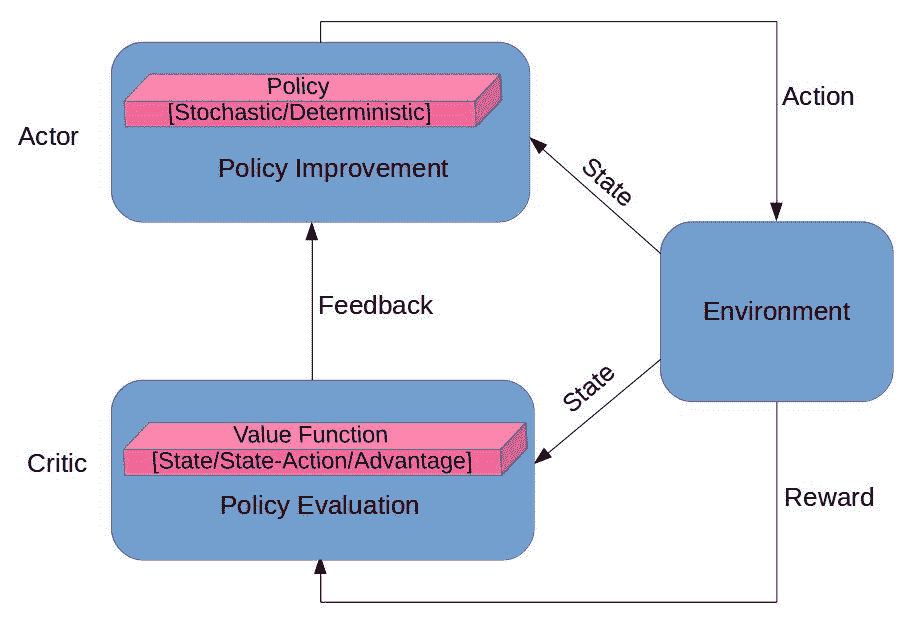 Policy
[Stochastic/Deterministic]
Action
Actor
Policy Improvement
State
Feedback
Environment
State
Value Function
[State/State-Action/Advantage]
Critic
Policy Evaluation
Reward